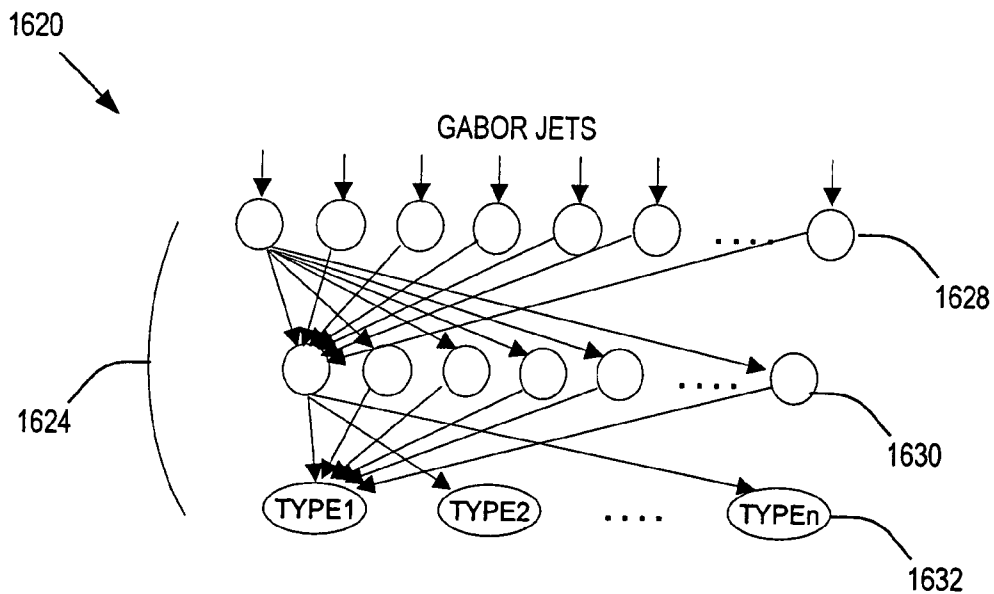 1620
GABOR JETS
. . . .
1628
. . . .
1624
1630
TYPE1 TYPE2 . . . . TYPEn
1632